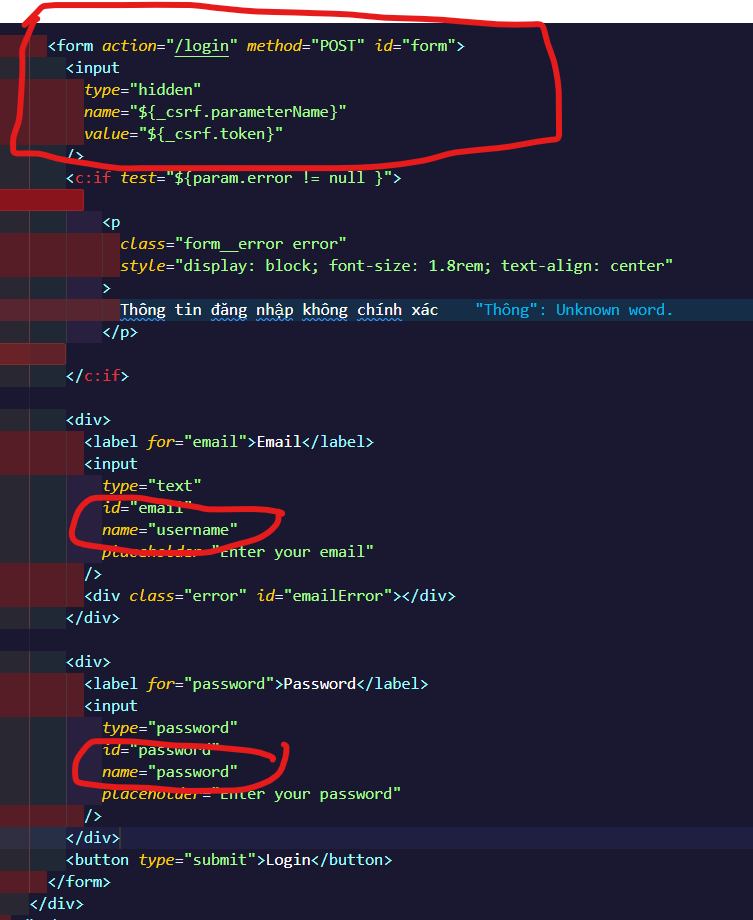 <form action="/login" method="POST" id="form">
<input
type="hidden"
name="${_csrf.parameterName}"
value="${_csrf.token}"
/>
<c:if test="${param.error != null }">
<p
class="form__error error"
style="display: block; font-size: 1.8rem; text-align: center"
>
Thông tin đăng nhập không chính xác "Thông": Unknown word.
</p>
</c:if>
<div>
<label for="email">Email</label>
<input
type="text"
id="email"
name="username"
placeholder="Enter your email"
/>
<div class="error" id="emailError"></div>
</div>
<div>
<label for="password">Password</label>
<input
type="password"
id="password"
name="password"
placeholder="Enter your password"
/>
</div>
<button type="submit">Login</button>
</form>
</div>